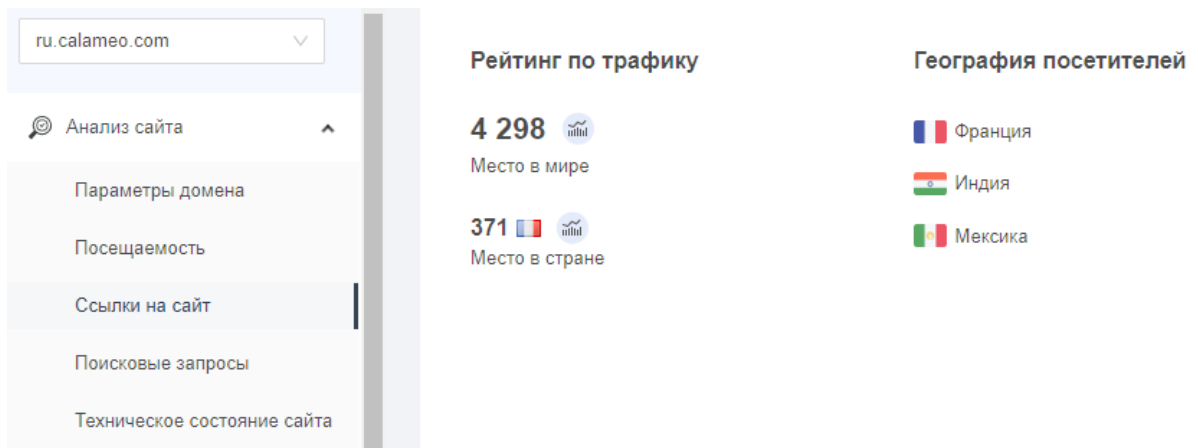 ru.calameo.com
Анализ сайта
Параметры домена
Посещаемость
Ссылки на сайт
Поисковые запросы
Техническое состояние сайта
Рейтинг по трафику
4 298
Место в мире
371
Место в стране
География посетителей
Франция
Индия
Мексика